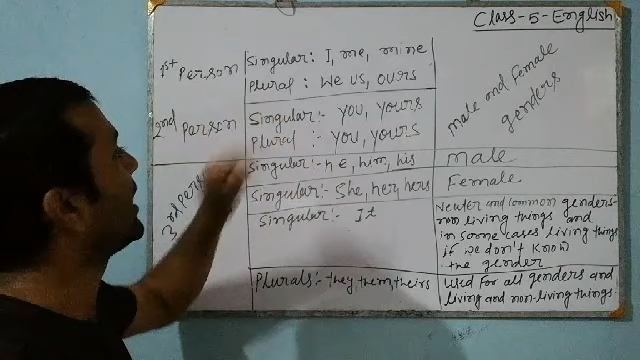 Class-5-English
1st Person
Singular: I, me, mine
Plural: We us, ours
Male and Female
genders
2nd Person
Singular:- you, yours
Plural :- you, yours
3rd Pers
Singular:- he, him, his
Male
Singular:- She, her, hers
Female
Singular:- It
Neuter and common genders-
non living things and
in some cases living things
if we don't know
the gender
Plurals:- they them, theirs
used for all genders and
living and non-living things.